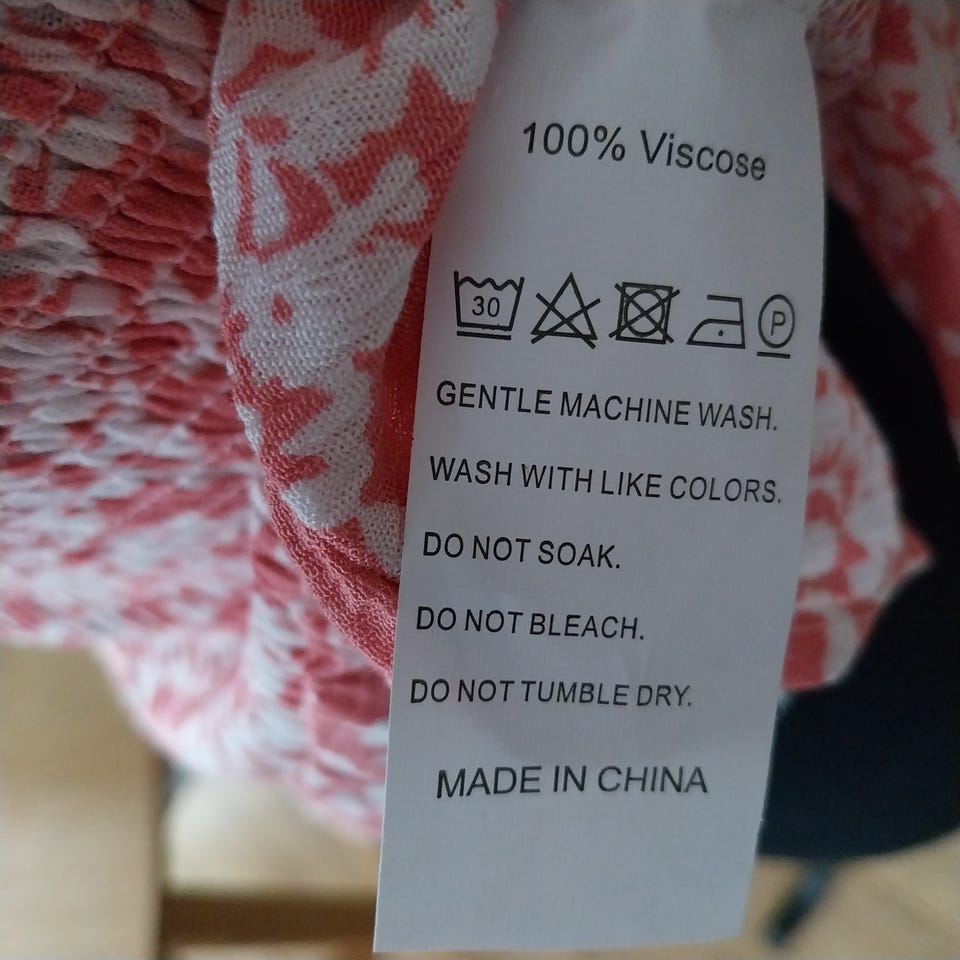 100% Viscose
30 P
GENTLE MACHINE WASH.
WASH WITH LIKE COLORS.
DO NOT SOAK.
DO NOT BLEACH.
DO NOT TUMBLE DRY.
MADE IN CHINA